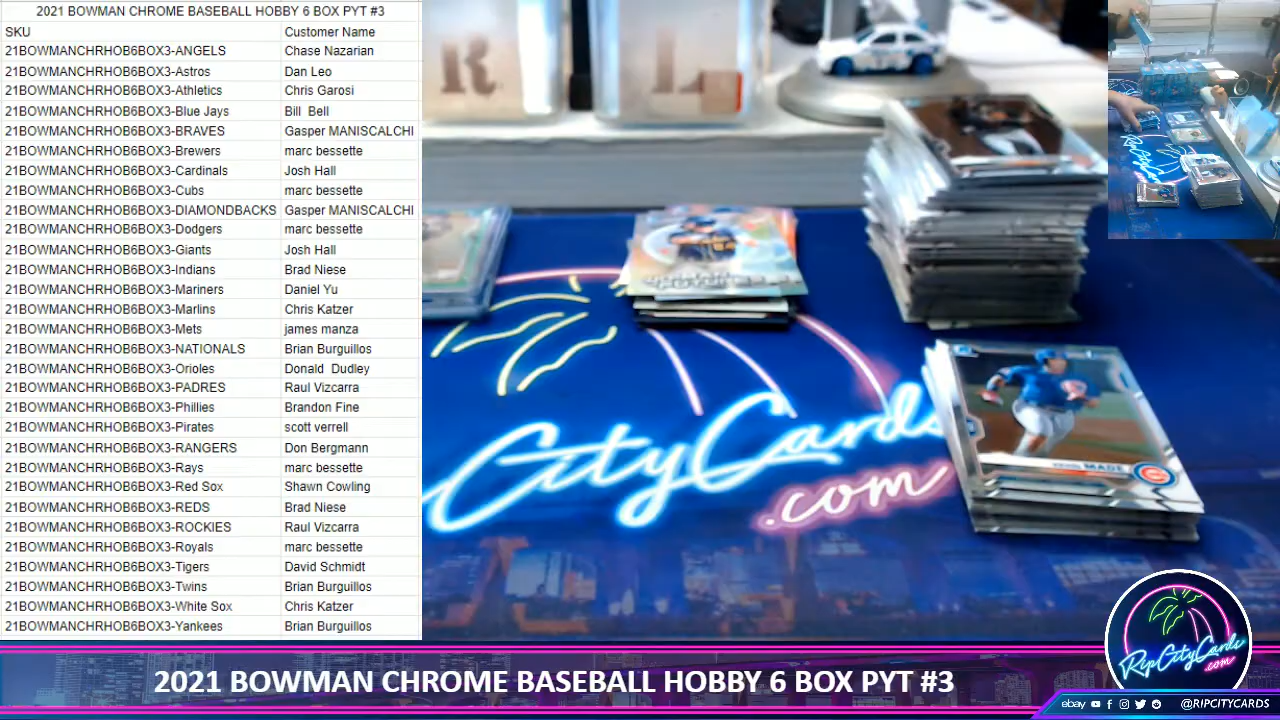 2021 BOWMAN CHROME BASEBALL HOBBY 6 BOX PYT #3
SKU Customer Name
21BOWMANCHRHOB6BOX3-ANGELS Chase Nazarian
21BOWMANCHRHOB6BOX3-Astros Dan Leo
21BOWMANCHRHOB6BOX3-Athletics Chris Garosi
21BOWMANCHRHOB6BOX3-Blue Jays Bill Bell
21BOWMANCHRHOB6BOX3-BRAVES Gasper MANISCALCHI
21BOWMANCHRHOB6BOX3-Brewers marc bessette
21BOWMANCHRHOB6BOX3-Cardinals Josh Hall
21BOWMANCHRHOB6BOX3-Cubs marc bessette
21BOWMANCHRHOB6BOX3-DIAMONDBACKS Gasper MANISCALCHI
21BOWMANCHRHOB6BOX3-Dodgers marc bessette
21BOWMANCHRHOB6BOX3-Giants Josh Hall
21BOWMANCHRHOB6BOX3-Indians Brad Niese
21BOWMANCHRHOB6BOX3-Mariners Daniel Yu
21BOWMANCHRHOB6BOX3-Marlins Chris Katzer
21BOWMANCHRHOB6BOX3-Mets james manza
21BOWMANCHRHOB6BOX3-NATIONALS Brian Burguillos
21BOWMANCHRHOB6BOX3-Orioles Donald Dudley
21BOWMANCHRHOB6BOX3-PADRES Raul Vizcarra
21BOWMANCHRHOB6BOX3-Phillies Brandon Fine
21BOWMANCHRHOB6BOX3-Pirates scott verrell
21BOWMANCHRHOB6BOX3-RANGERS Don Bergmann
21BOWMANCHRHOB6BOX3-Rays marc bessette
21BOWMANCHRHOB6BOX3-Red Sox Shawn Cowling
21BOWMANCHRHOB6BOX3-REDS Brad Niese
21BOWMANCHRHOB6BOX3-ROCKIES Raul Vizcarra
21BOWMANCHRHOB6BOX3-Royals marc bessette
21BOWMANCHRHOB6BOX3-Tigers David Schmidt
21BOWMANCHRHOB6BOX3-Twins Brian Burguillos
21BOWMANCHRHOB6BOX3-White Sox Chris Katzer
21BOWMANCHRHOB6BOX3-Yankees Brian Burguillos
R L
CityCards
.com
MADE
RipCityCards
.com
2021 BOWMAN CHROME BASEBALL HOBBY 6 BOX PYT #3
ebay @RIPCITYCARDS